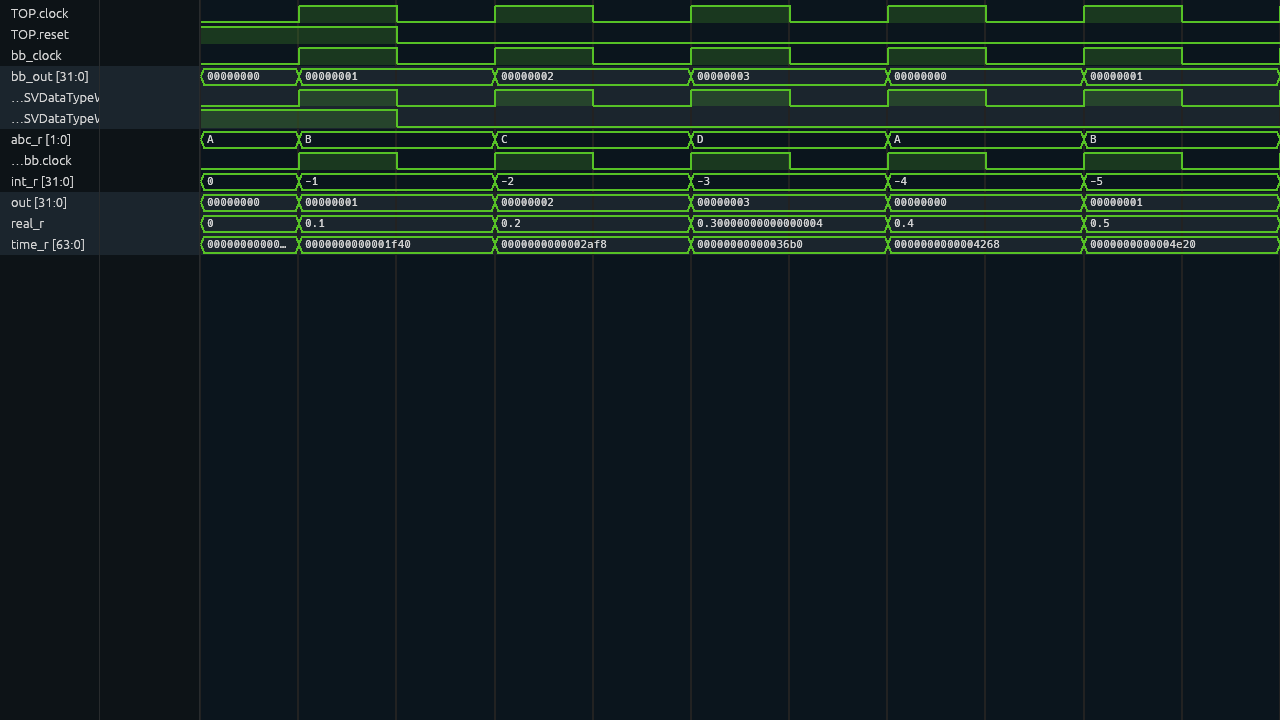 TOP.clock
TOP.reset
bb_clock
bb_out [31:0] 00000000 00000001 00000002 00000003 00000000 00000001
…SVDataTypeW
…SVDataTypeW
abc_r [1:0] A B C D A B
…bb.clock
int_r [31:0] 0 -1 -2 -3 -4 -5
out [31:0] 00000000 00000001 00000002 00000003 00000000 00000001
real_r 0 0.1 0.2 0.30000000000000004 0.4 0.5
time_r [63:0] 00000000000… 0000000000001f40 0000000000002af8 00000000000036b0 0000000000004268 0000000000004e20